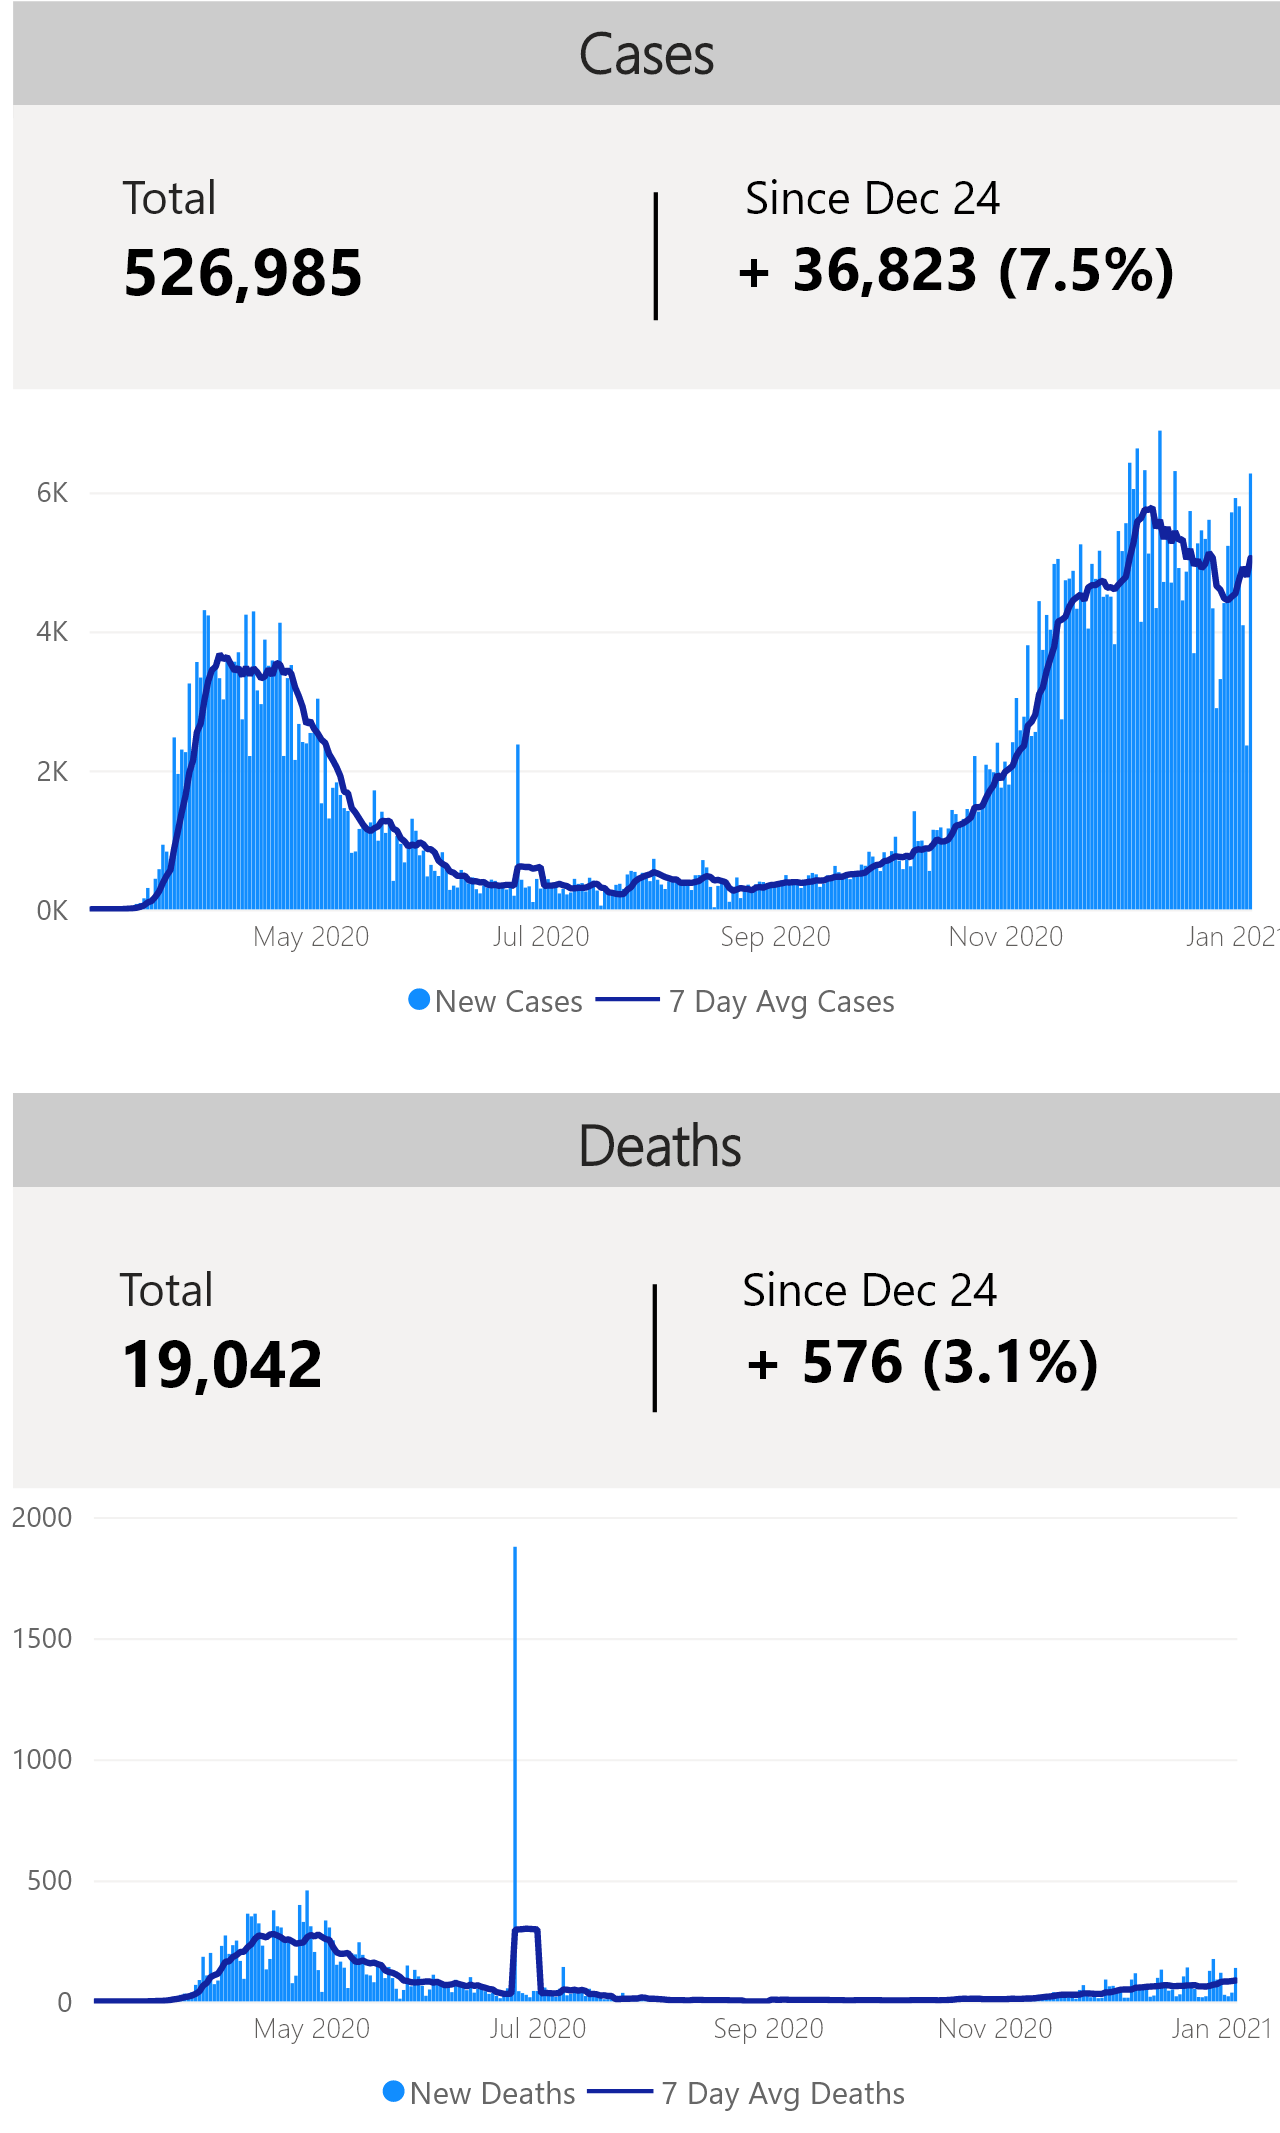 Cases
Total
Since Dec 24
526,985
+ 36,823 (7.5%)
6K
4K
2K
0K
May 2020
Jul 2020
Sep 2020
Nov 2020
Jan 2021
New Cases
7 Day Avg Cases
Deaths
Total
Since Dec 24
19,042
+ 576 (3.1%)
2000
1500
1000
500
0
May 2020
Jul 2020
Sep 2020
Nov 2020
Jan 2021
New Deaths
7 Day Avg Deaths